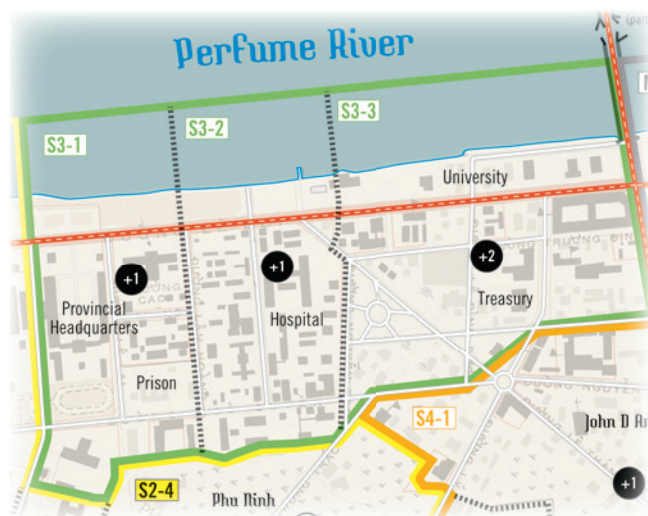 Perfume River
S3-1
S3-2
S3-3
University
+1
+1
+2
Provincial
Headquarters
Hospital
Treasury
Prison
S4-1
S2-4
Phu Ninh
+1